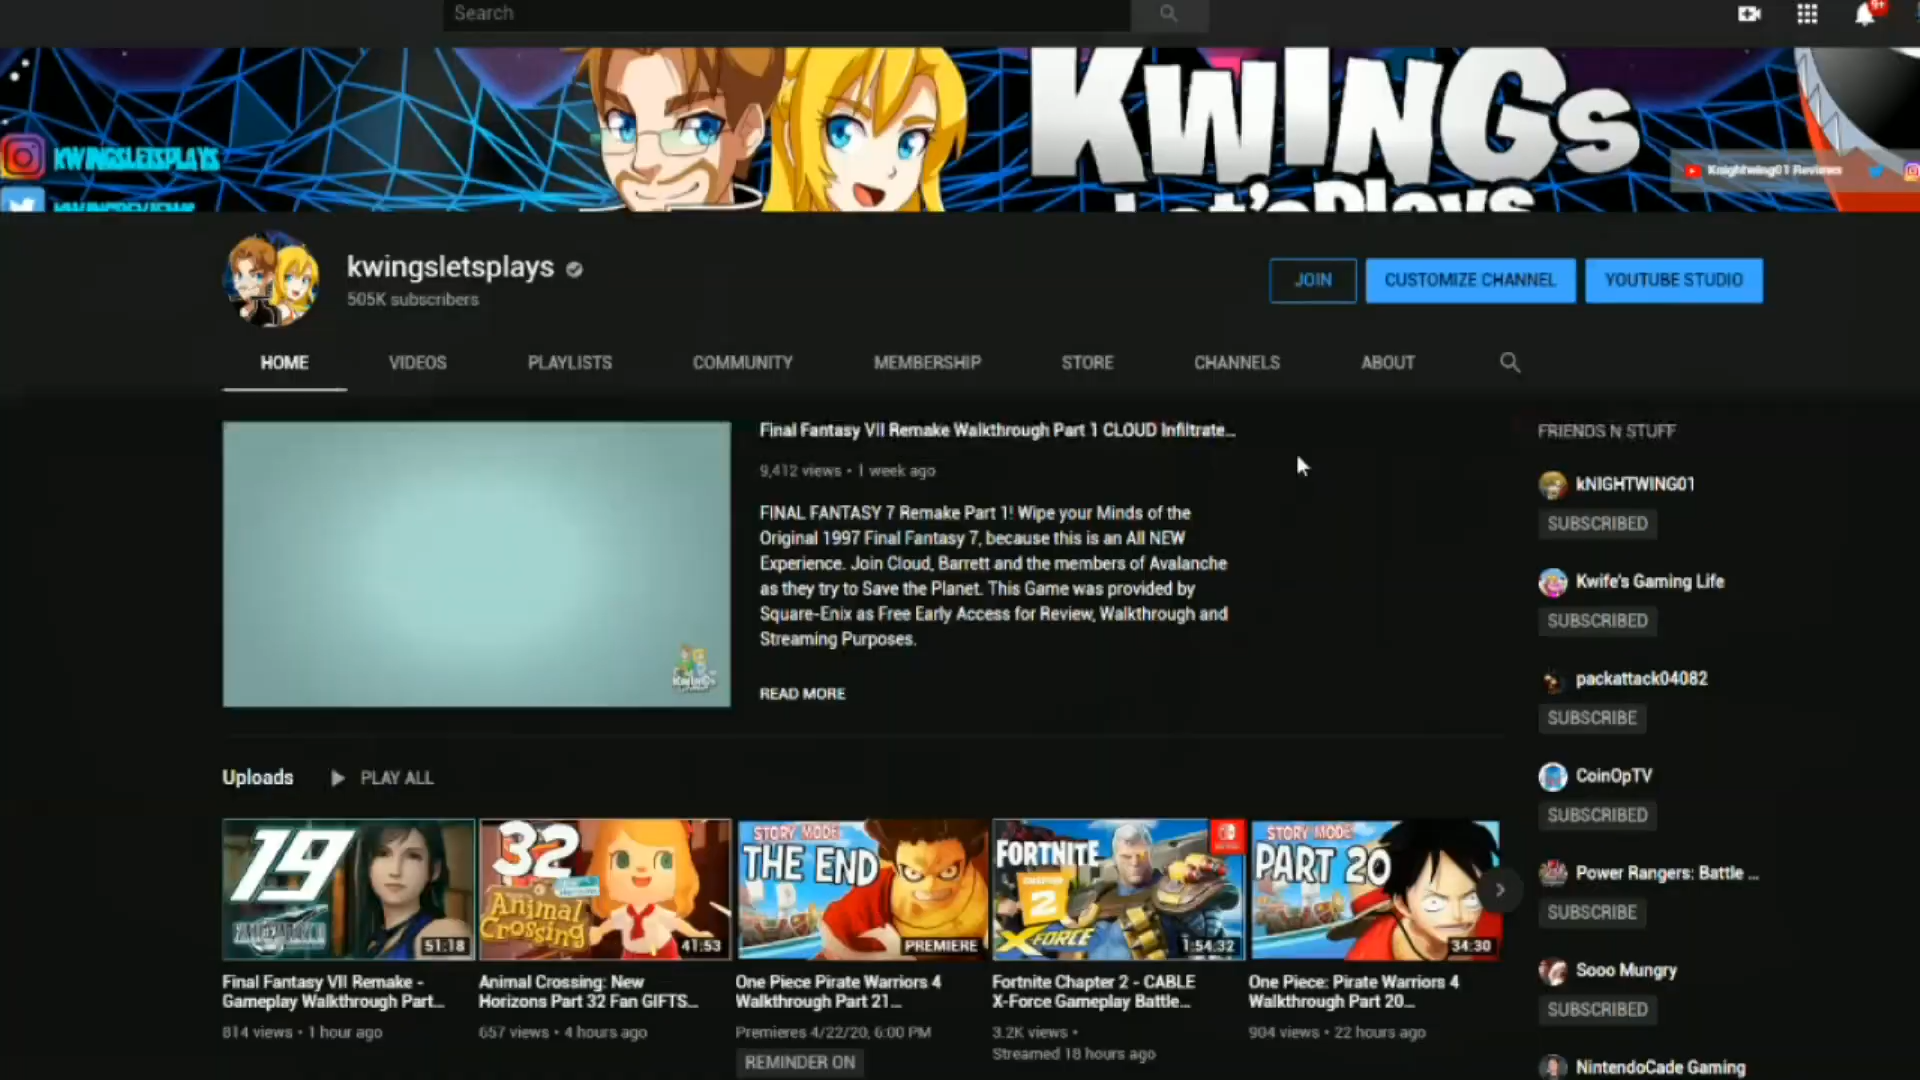 Search
9+
KWINGSLETSPLAYS
KWINGs
Let'sPlays
Knightwing01 Reviews
kwingsletsplays
505K subscribers
JOIN
CUSTOMIZE CHANNEL
YOUTUBE STUDIO
HOME
VIDEOS
PLAYLISTS
COMMUNITY
MEMBERSHIP
STORE
CHANNELS
ABOUT
Final Fantasy VII Remake Walkthrough Part 1 CLOUD Infiltrate...
9,412 views • 1 week ago
FINAL FANTASY 7 Remake Part 1! Wipe your Minds of the
Original 1997 Final Fantasy 7, because this is an All NEW
Experience. Join Cloud, Barrett and the members of Avalanche
as they try to Save the Planet. This Game was provided by
Square-Enix as Free Early Access for Review, Walkthrough and
Streaming Purposes.
READ MORE
KWINGs
FRIENDS N STUFF
kNIGHTWING01
SUBSCRIBED
Kwife's Gaming Life
SUBSCRIBED
packattack04082
SUBSCRIBE
CoinOpTV
SUBSCRIBED
Power Rangers: Battle ...
SUBSCRIBE
Sooo Mungry
SUBSCRIBED
NintendoCade Gaming
Uploads
PLAY ALL
19
51:18
Final Fantasy VII Remake -
Gameplay Walkthrough Part...
814 views • 1 hour ago
32
Animal
Crossing
41:53
Animal Crossing: New
Horizons Part 32 Fan GIFTS...
657 views • 4 hours ago
STORY MODE
THE END
PREMIERE
One Piece Pirate Warriors 4
Walkthrough Part 21...
Premieres 4/22/20, 6:00 PM
REMINDER ON
FORTNITE
CHAPTER
2
X-FORCE
1:54:32
Fortnite Chapter 2 - CABLE
X-Force Gameplay Battle...
3.2K views •
Streamed 18 hours ago
STORY MODE
PART 20
34:30
One Piece: Pirate Warriors 4
Walkthrough Part 20...
904 views • 22 hours ago